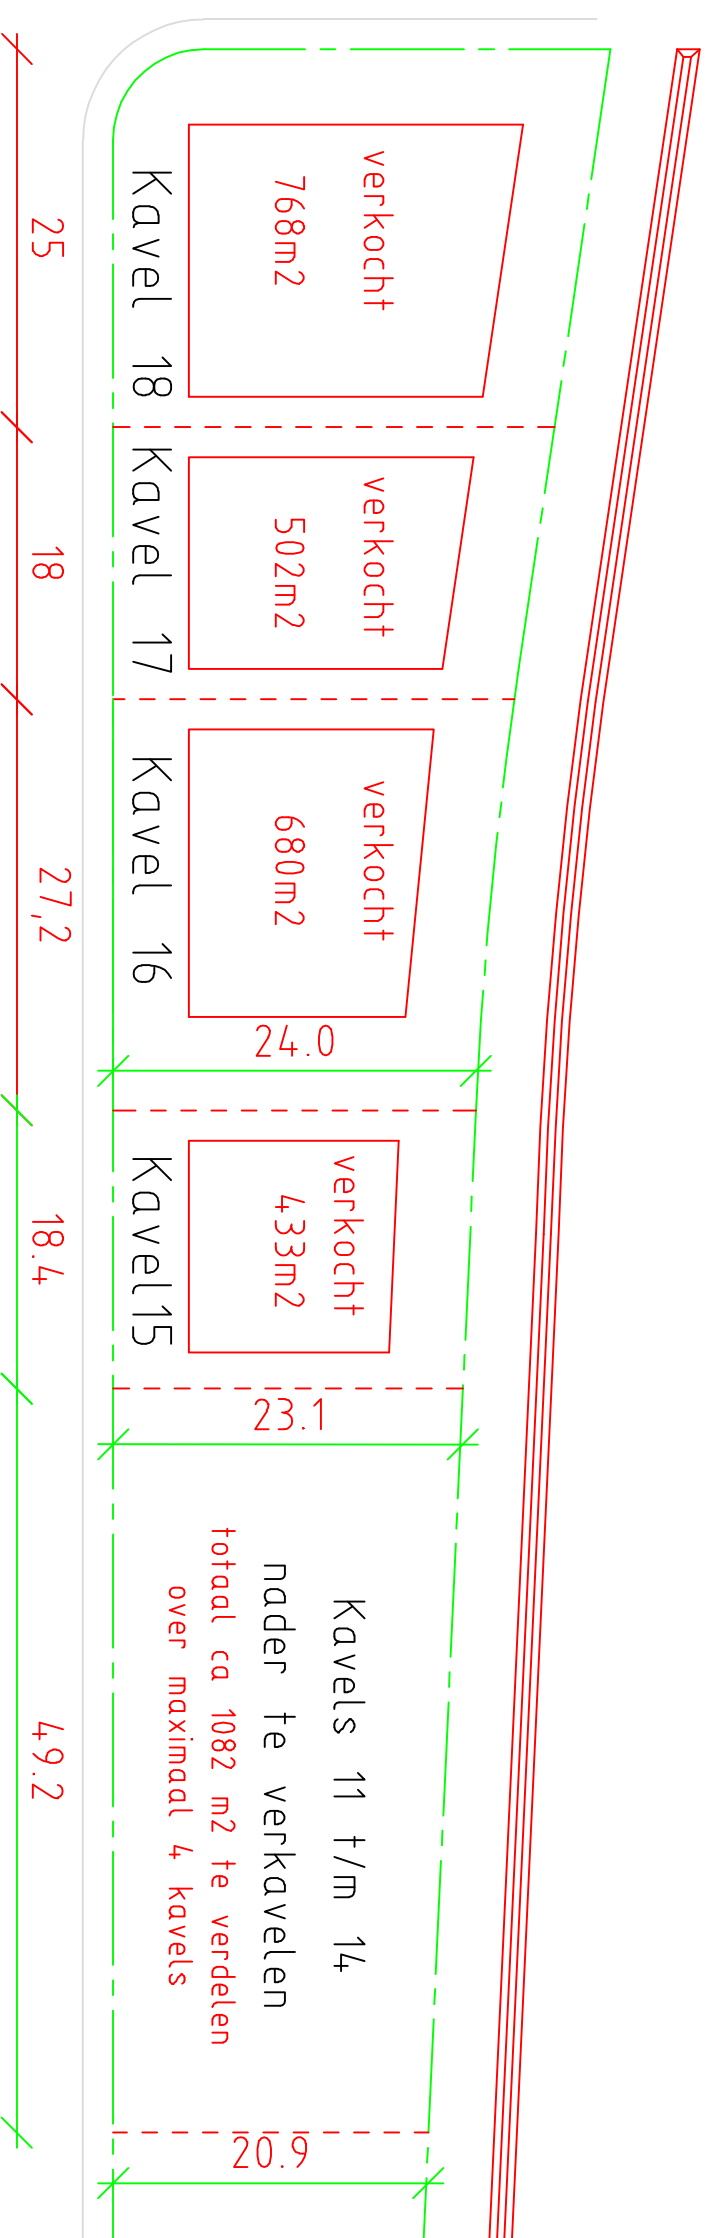 verkocht
768m2
Kavel 18
25
verkocht
502m2
Kavel 17
18
verkocht
680m2
Kavel 16
27,2
24.0
verkocht
433m2
Kavel15
18.4
23.1
Kavels 11 t/m 14
nader te verkavelen
totaal ca 1082 m2 te verdelen
over maximaal 4 kavels
49.2
20.9